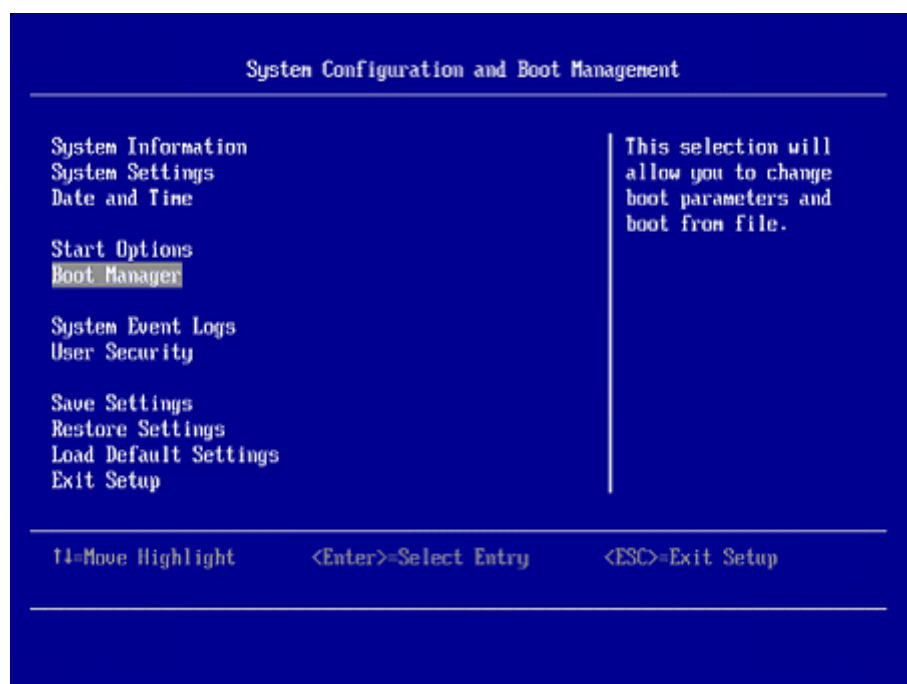 System Configuration and Boot Management
System Information
System Settings
Date and Time
Start Options
Boot Manager
System Event Logs
User Security
Save Settings
Restore Settings
Load Default Settings
Exit Setup
This selection will
allow you to change
boot parameters and
boot from file.
↑↓=Move Highlight <Enter>=Select Entry <ESC>=Exit Setup